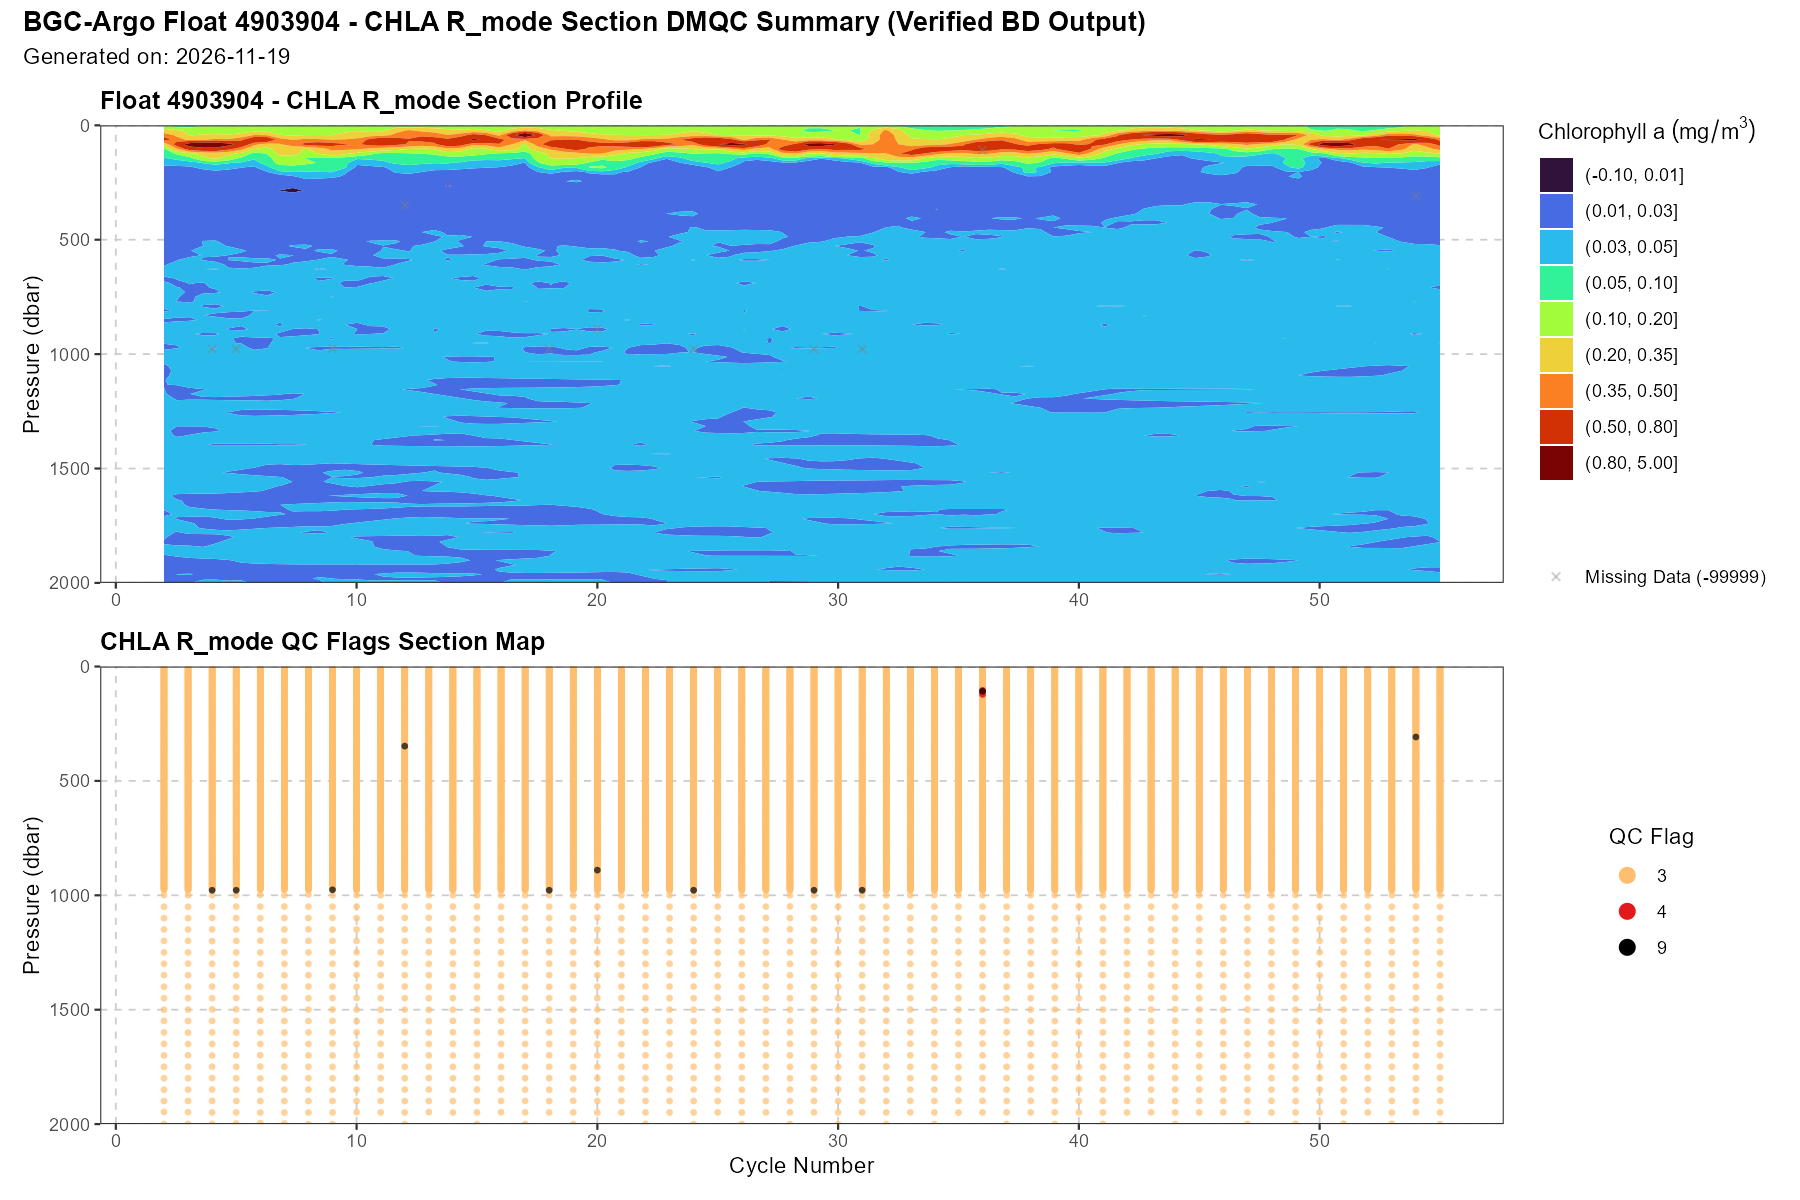 BGC-Argo Float 4903904 - CHLA R_mode Section DMQC Summary (Verified BD Output)
Generated on: 2026-11-19
Float 4903904 - CHLA R_mode Section Profile
Pressure (dbar)
0
500
1000
1500
2000
0 10 20 30 40 50
Chlorophyll a (mg/m³)
(-0.10, 0.01]
(0.01, 0.03]
(0.03, 0.05]
(0.05, 0.10]
(0.10, 0.20]
(0.20, 0.35]
(0.35, 0.50]
(0.50, 0.80]
(0.80, 5.00]
Missing Data (-99999)
CHLA R_mode QC Flags Section Map
Pressure (dbar)
0
500
1000
1500
2000
0 10 20 30 40 50
Cycle Number
QC Flag
3
4
9